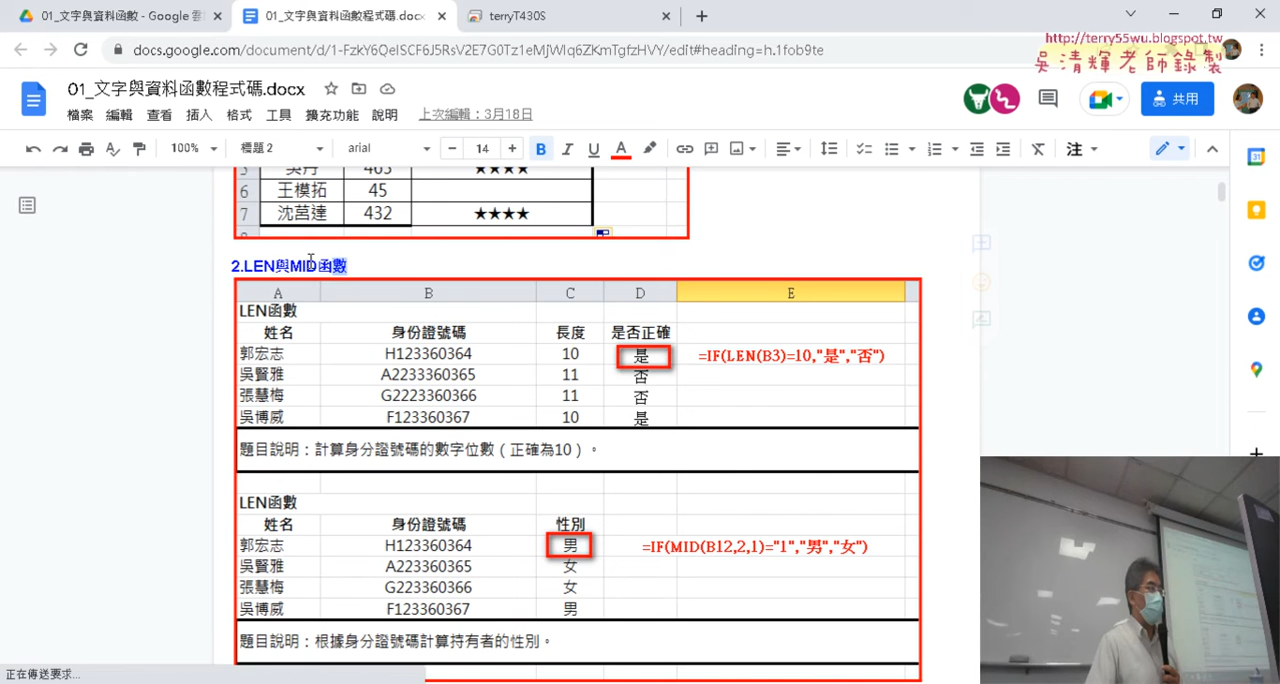 01_文字與資料函數 - Google 雲
01_文字與資料函數程式碼.docx
terryT430S
docs.google.com/document/d/1-FzkY6QeISCF6J5RsV2E7G0Tz1eMjWIq6ZKmTgfzHVY/edit#heading=h.1fob9te
http://terry55wu.blogspot.tw
吳清輝老師錄製
01_文字與資料函數程式碼.docx
檔案 編輯 查看 插入 格式 工具 擴充功能 說明 上次編輯：3月18日
共用
100% 標題 2 arial 14 B I U A 注
5 吳丹 463 ★★★★
6 王模拓 45
7 沈莒達 432 ★★★★
2.LEN與MID函數
A B C D E
LEN函數
姓名 身份證號碼 長度 是否正確
郭宏志 H123360364 10 是 =IF(LEN(B3)=10,"是","否")
吳賢雅 A2233360365 11 否
張慧梅 G2223360366 11 否
吳博威 F123360367 10 是
題目說明：計算身分證號碼的數字位數（正確為10）。
LEN函數
姓名 身份證號碼 性別
郭宏志 H123360364 男 =IF(MID(B12,2,1)="1","男","女")
吳賢雅 A223360365 女
張慧梅 G223360366 女
吳博威 F123360367 男
題目說明：根據身分證號碼計算持有者的性別。
正在傳送要求...